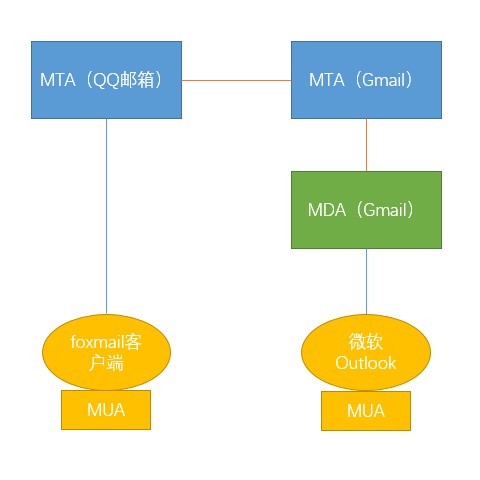 MTA（QQ邮箱）
MTA（Gmail）
MDA（Gmail）
foxmail客
户端
微软
Outlook
MUA
MUA